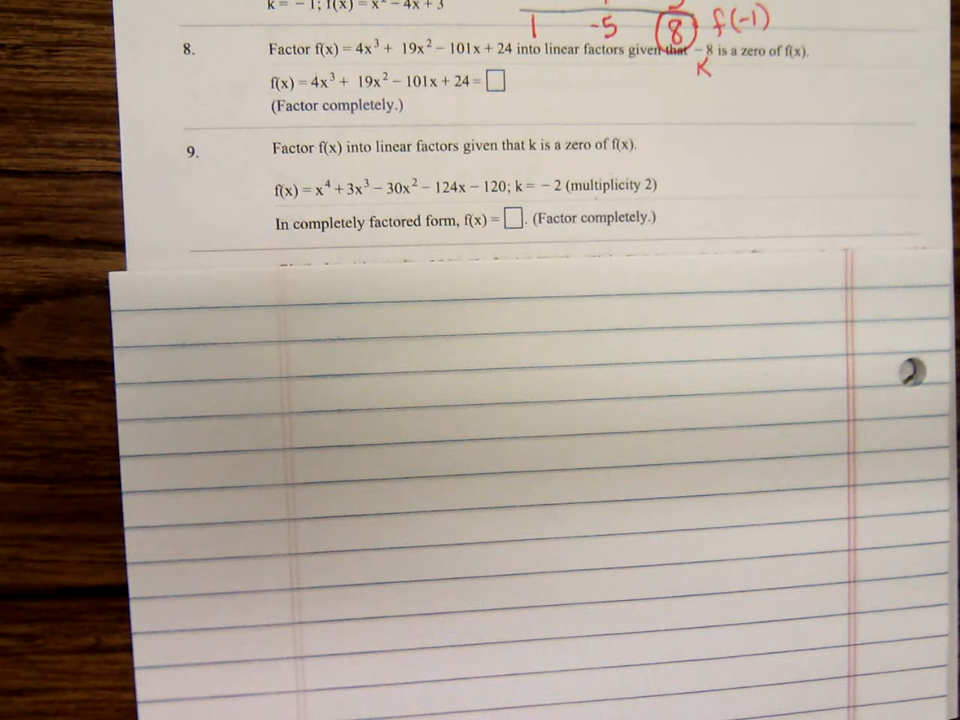 k = − 1; f(x) = x² − 4x + 3
1 -5 8 f(-1)
8. Factor f(x) = 4x³ + 19x² − 101x + 24 into linear factors given that − 8 is a zero of f(x).
K
f(x) = 4x³ + 19x² − 101x + 24 = □
(Factor completely.)
9. Factor f(x) into linear factors given that k is a zero of f(x).
f(x) = x⁴ + 3x³ − 30x² − 124x − 120; k = − 2 (multiplicity 2)
In completely factored form, f(x) = □. (Factor completely.)